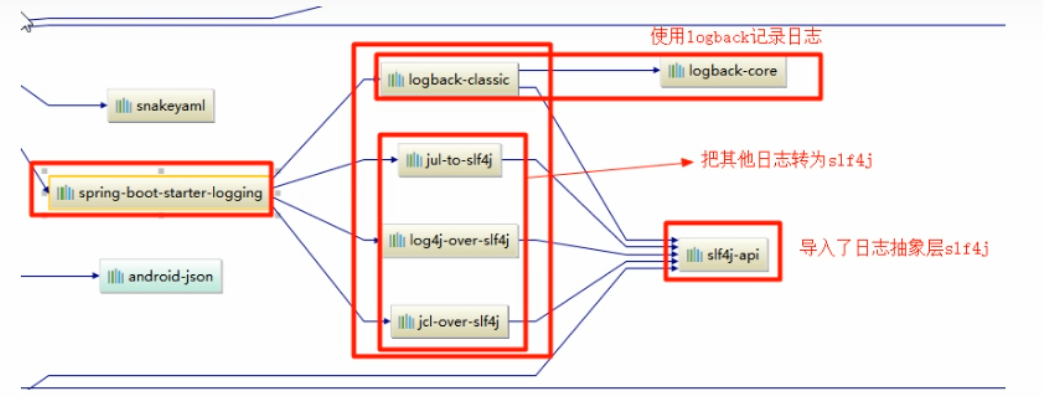 使用logback记录日志
logback-classic
logback-core
snakeyaml
jul-to-slf4j
把其他日志转为slf4j
spring-boot-starter-logging
log4j-over-slf4j
slf4j-api
导入了日志抽象层slf4j
android-json
jcl-over-slf4j